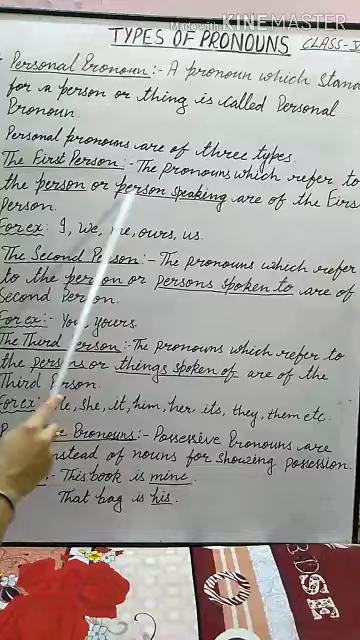 Made with KINEMASTER
TYPES OF PRONOUNS CLASS-V
Personal Pronoun:- A pronoun which stand
for a person or thing is called Personal
Pronoun.
Personal pronouns are of three types.
The First Person:- The pronouns which refer to
the person or person speaking are of the Firs
person.
For ex: I, we, me, ours, us.
The Second Person:- The pronouns which refer
to the person or persons spoken to are of
Second Person.
For ex:- You, yours.
The Third Person:- The pronouns which refer to
the persons or things spoken of are of the
Third Person.
For ex: He, she, it, him, her, its, they, them etc.
Pronouns:- Possessive Pronouns are
instead of nouns for showing possession.
:- This book is mine.
That bag is his.
BRIDES